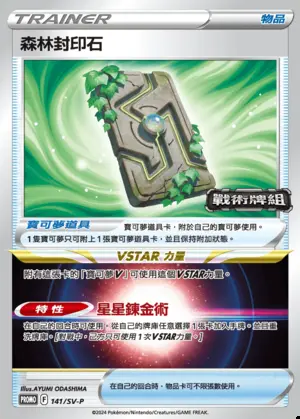 TRAINER 物品
森林封印石
戰術牌組
寶可夢道具
寶可夢道具卡，附於自己的寶可夢使用。
1隻寶可夢只可附上1張寶可夢道具卡，並且保持附加狀態。
VSTAR 力量
附有這張卡的「寶可夢V」可使用這個VSTAR力量。
特性 星星鍊金術
在自己的回合時可使用，從自己的牌庫任意選擇1張卡加入手牌。並且重
洗牌庫。[對戰中，己方只可使用1次VSTAR力量。]
Illus. AYUMI ODASHIMA
PROMO F 141/SV-P
在自己的回合時，物品卡可不限張數使用。
©2024 Pokémon/Nintendo/Creatures/GAME FREAK.